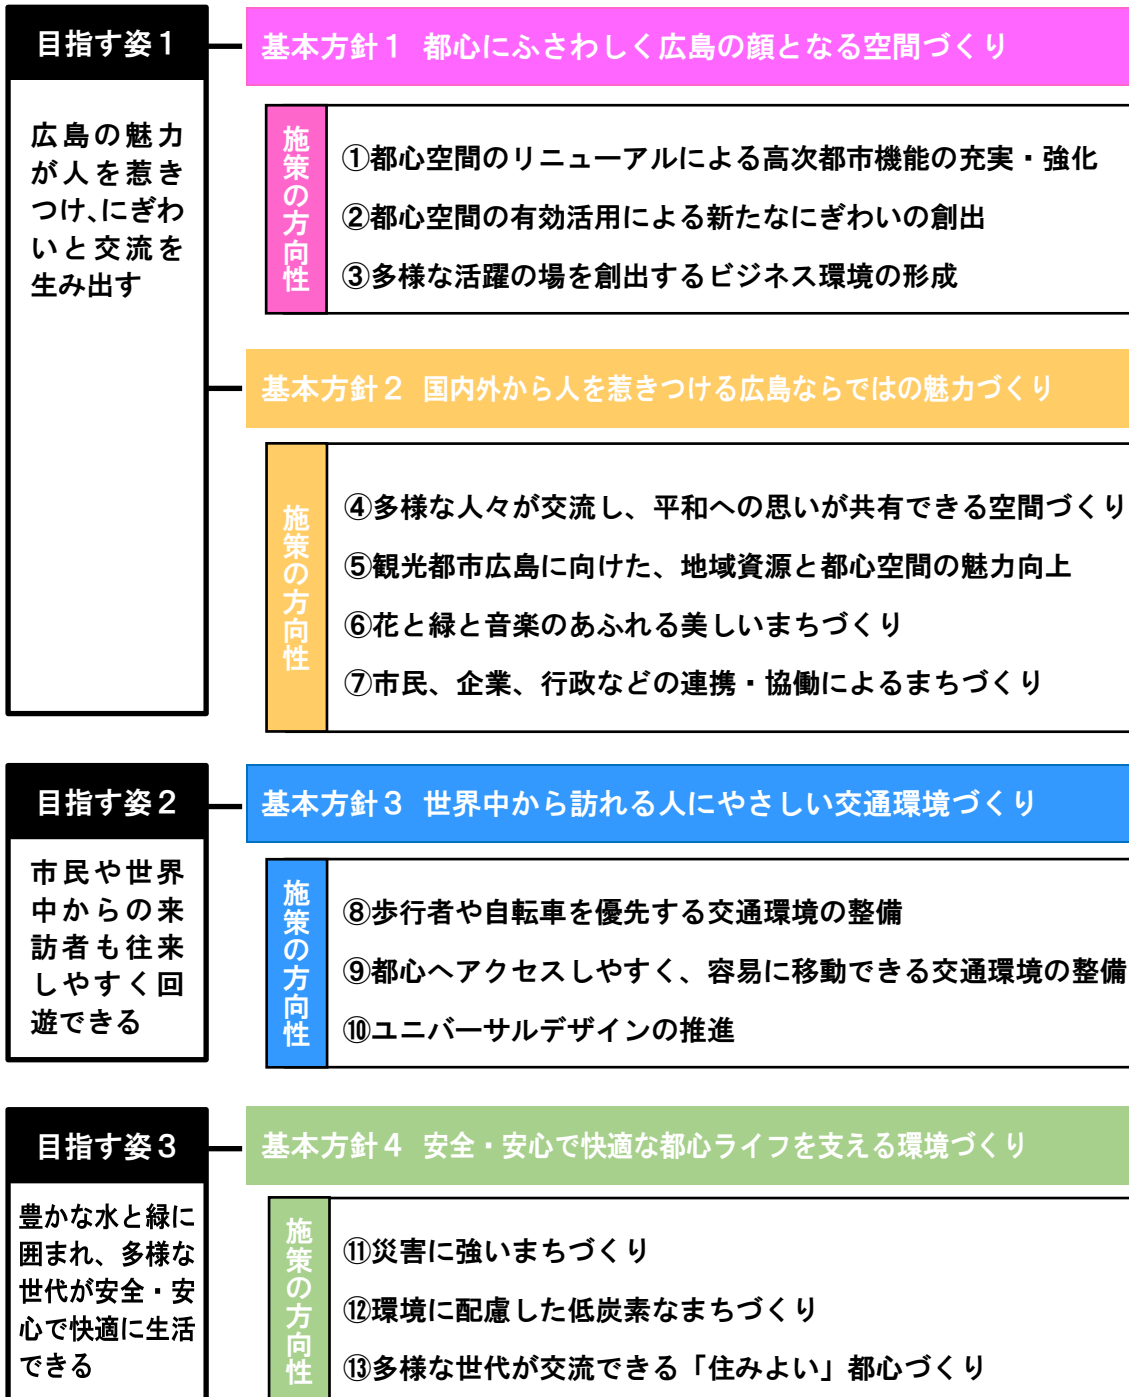 目指す姿１
広島の魅力
が人を惹き
つけ、にぎわ
いと交流を
生み出す
基本方針１ 都心にふさわしく広島の顔となる空間づくり
施策の方向性
①都心空間のリニューアルによる高次都市機能の充実・強化
②都心空間の有効活用による新たなにぎわいの創出
③多様な活躍の場を創出するビジネス環境の形成
基本方針２ 国内外から人を惹きつける広島ならではの魅力づくり
施策の方向性
④多様な人々が交流し、平和への思いが共有できる空間づくり
⑤観光都市広島に向けた、地域資源と都心空間の魅力向上
⑥花と緑と音楽のあふれる美しいまちづくり
⑦市民、企業、行政などの連携・協働によるまちづくり
目指す姿２
市民や世界
中からの来
訪者も往来
しやすく回
遊できる
基本方針３ 世界中から訪れる人にやさしい交通環境づくり
施策の方向性
⑧歩行者や自転車を優先する交通環境の整備
⑨都心へアクセスしやすく、容易に移動できる交通環境の整備
⑩ユニバーサルデザインの推進
目指す姿３
豊かな水と緑に
囲まれ、多様な
世代が安全・安
心で快適に生活
できる
基本方針４ 安全・安心で快適な都心ライフを支える環境づくり
施策の方向性
⑪災害に強いまちづくり
⑫環境に配慮した低炭素なまちづくり
⑬多様な世代が交流できる「住みよい」都心づくり